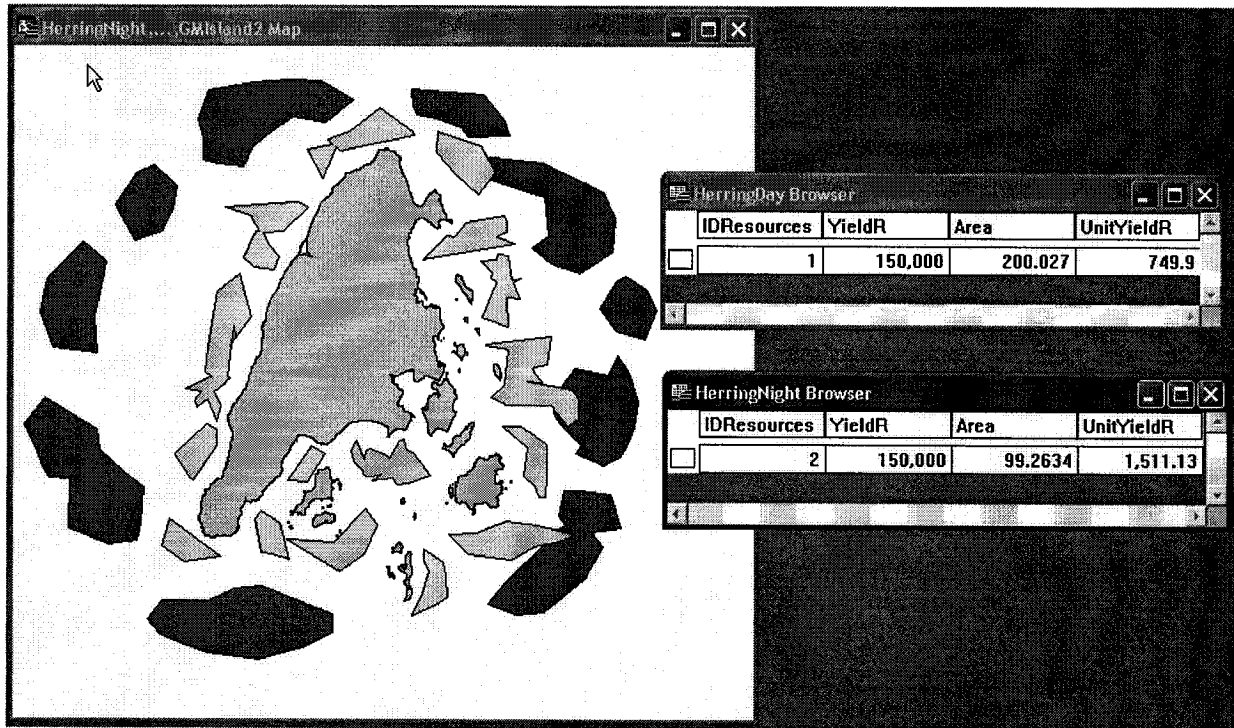 HerringNight,...,GMIsland2 Map
HerringDay Browser
IDResources YieldR Area UnitYieldR
1 150,000 200.027 749.9
HerringNight Browser
IDResources YieldR Area UnitYieldR
2 150,000 99.2634 1,511.13